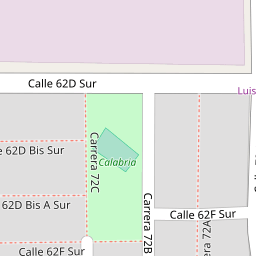 Calle 62D Sur
Luis
Carrera 72C
Calabria
62D Bis Sur
62D Bis A Sur
Carrera 72B
Calle 62F Sur
Calle 62F Sur
72A